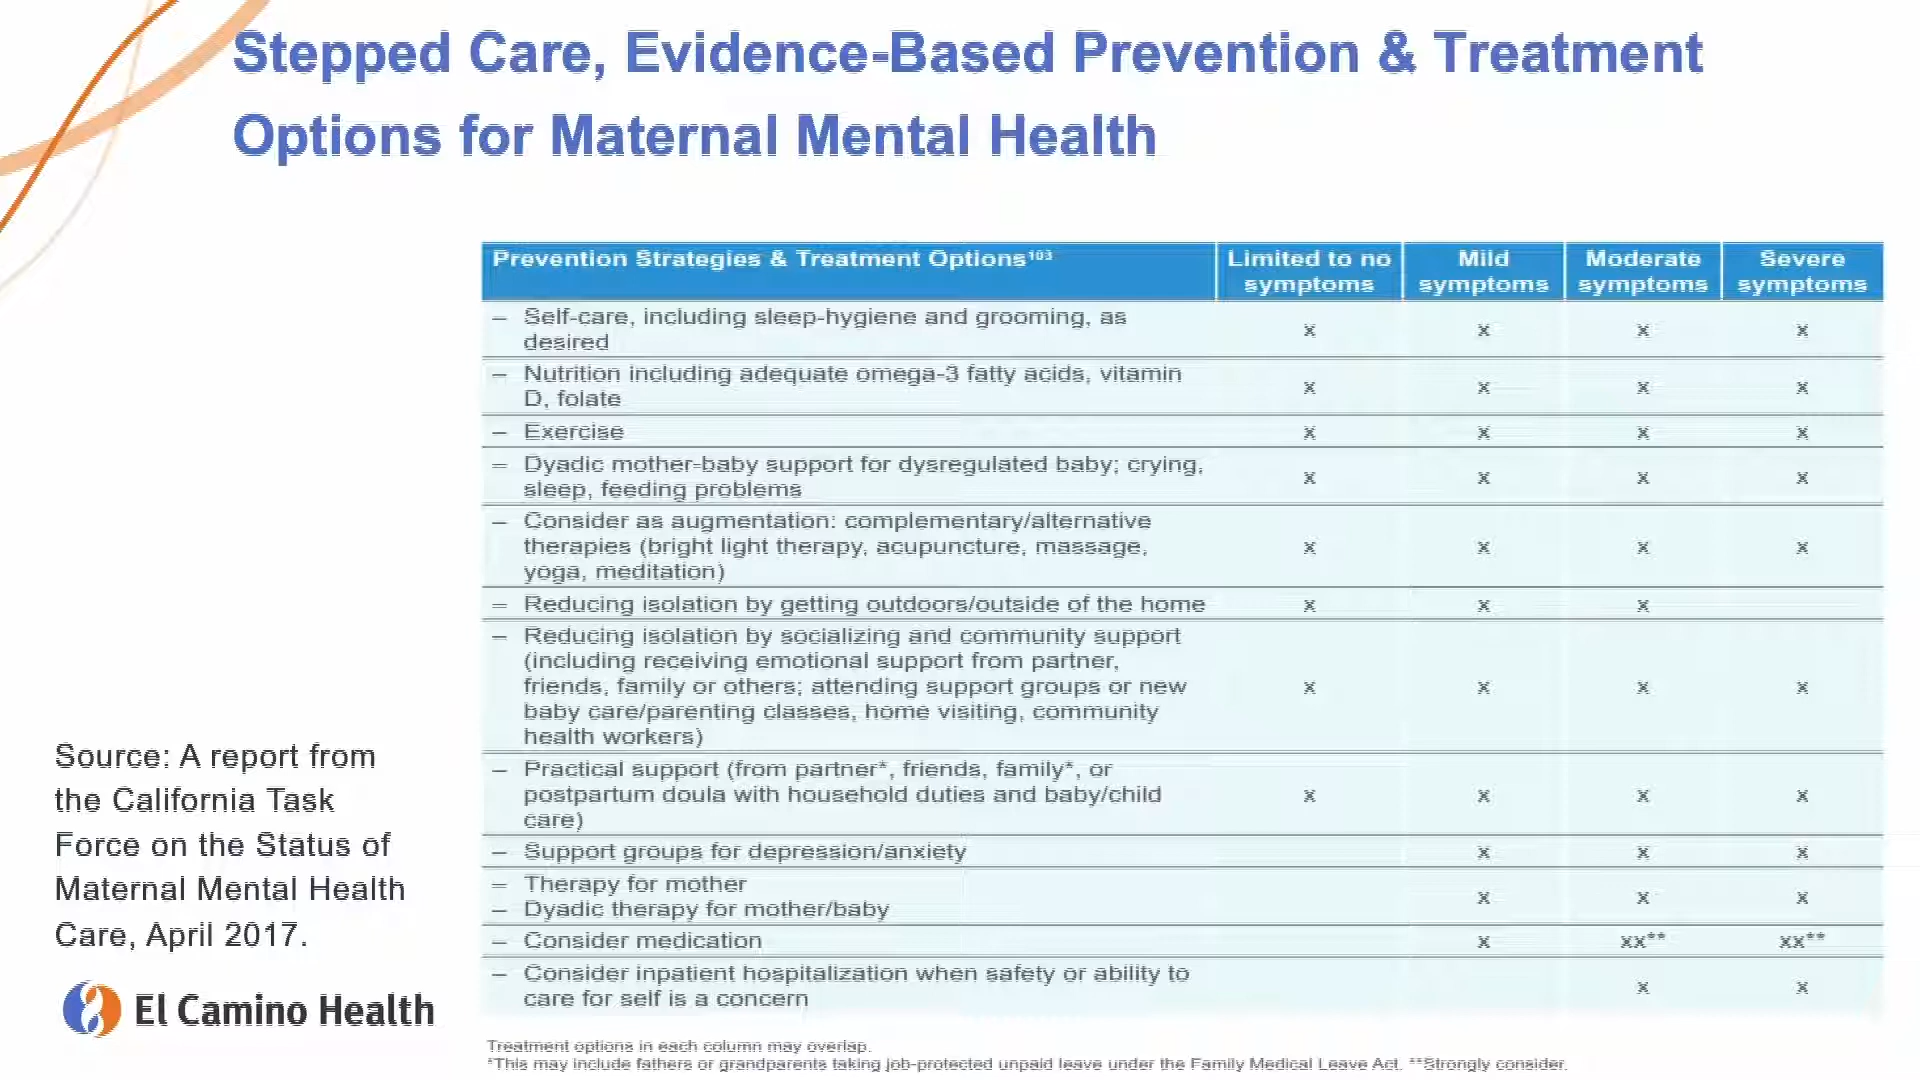 Stepped Care, Evidence-Based Prevention & Treatment
Options for Maternal Mental Health
Prevention Strategies & Treatment Options¹⁰³
Limited to no
symptoms
Mild
symptoms
Moderate
symptoms
Severe
symptoms
– Self-care, including sleep-hygiene and grooming, as
desired
x x x x
– Nutrition including adequate omega-3 fatty acids, vitamin
D, folate
x x x x
– Exercise x x x x
– Dyadic mother-baby support for dysregulated baby; crying,
sleep, feeding problems
x x x x
– Consider as augmentation: complementary/alternative
therapies (bright light therapy, acupuncture, massage,
yoga, meditation)
x x x x
– Reducing isolation by getting outdoors/outside of the home x x x
– Reducing isolation by socializing and community support
(including receiving emotional support from partner,
friends, family or others; attending support groups or new
baby care/parenting classes, home visiting, community
health workers)
x x x x
– Practical support (from partner*, friends, family*, or
postpartum doula with household duties and baby/child
care)
x x x x
– Support groups for depression/anxiety x x x
– Therapy for mother
– Dyadic therapy for mother/baby
x x x
– Consider medication x xx** xx**
– Consider inpatient hospitalization when safety or ability to
care for self is a concern
x x
Treatment options in each column may overlap.
*This may include fathers or grandparents taking job-protected unpaid leave under the Family Medical Leave Act. **Strongly consider.
Source: A report from
the California Task
Force on the Status of
Maternal Mental Health
Care, April 2017.
El Camino Health